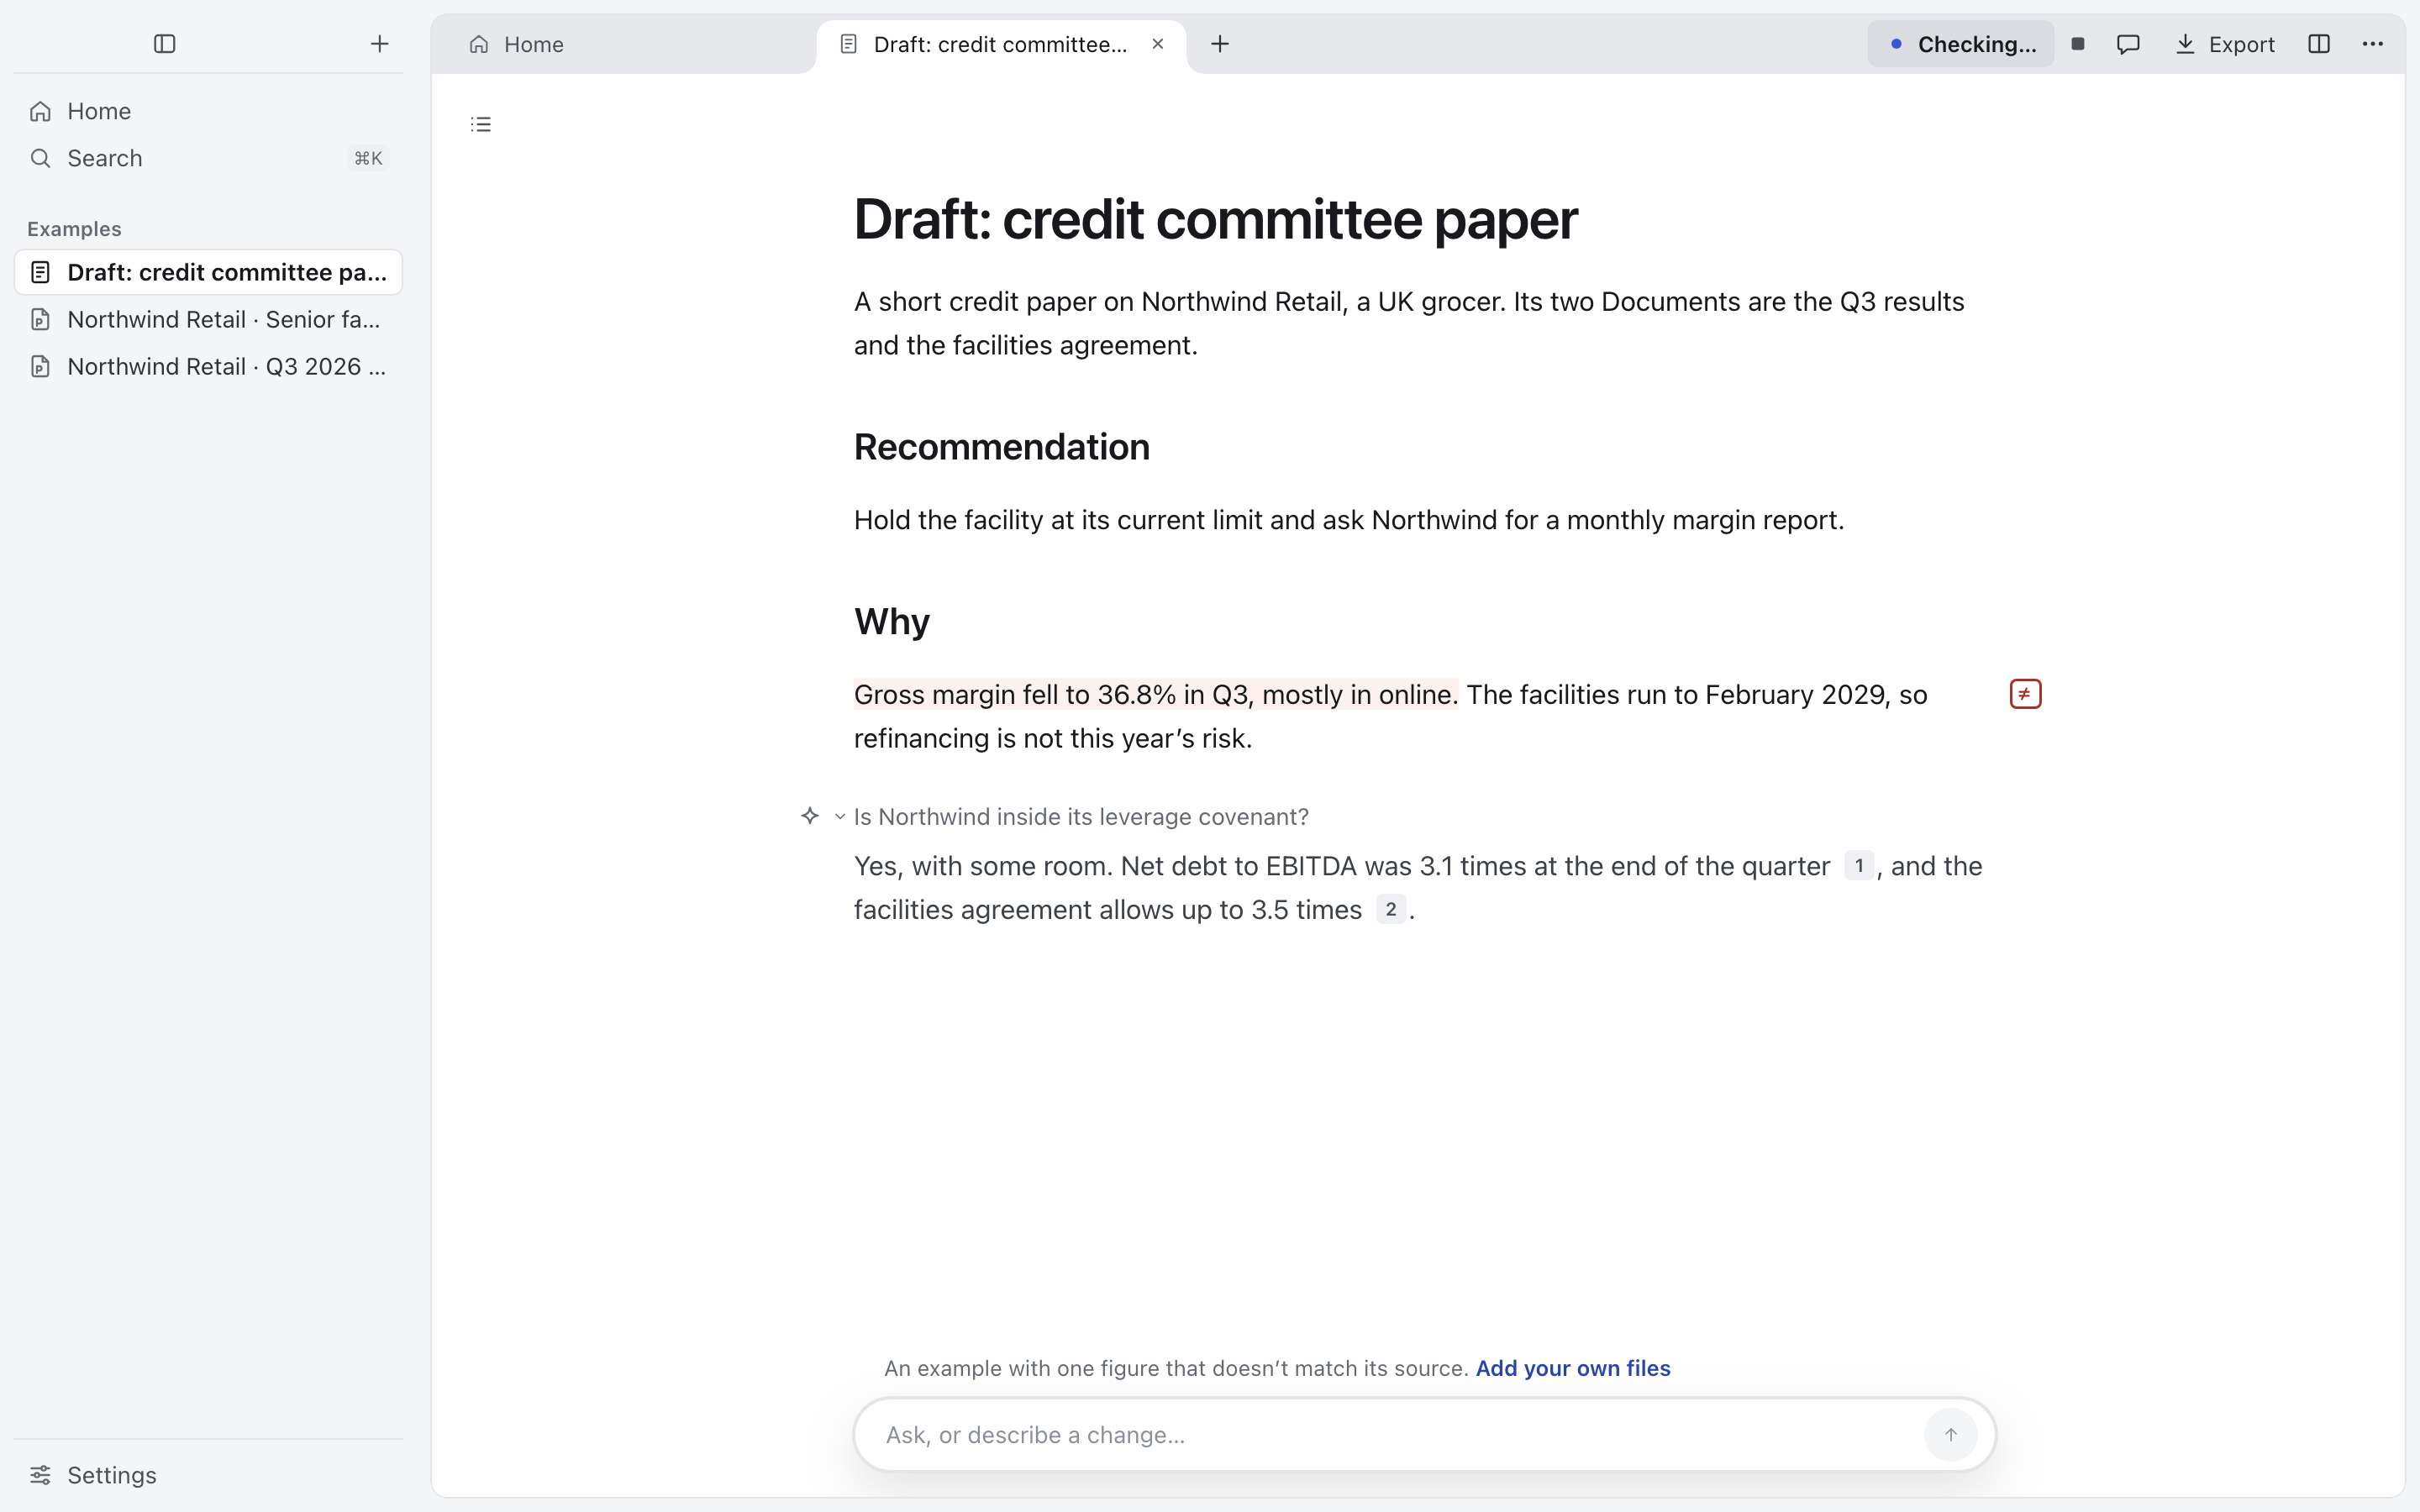 Home
Draft: credit committee...
Checking...
Export
Home
Search
⌘K
Examples
Draft: credit committee pa...
Northwind Retail · Senior fa...
Northwind Retail · Q3 2026 ...
Settings
Draft: credit committee paper
A short credit paper on Northwind Retail, a UK grocer. Its two Documents are the Q3 results
and the facilities agreement.
Recommendation
Hold the facility at its current limit and ask Northwind for a monthly margin report.
Why
Gross margin fell to 36.8% in Q3, mostly in online. The facilities run to February 2029, so
≠
refinancing is not this year’s risk.
Is Northwind inside its leverage covenant?
Yes, with some room. Net debt to EBITDA was 3.1 times at the end of the quarter 1, and the
facilities agreement allows up to 3.5 times 2.
An example with one figure that doesn’t match its source. Add your own files
Ask, or describe a change...